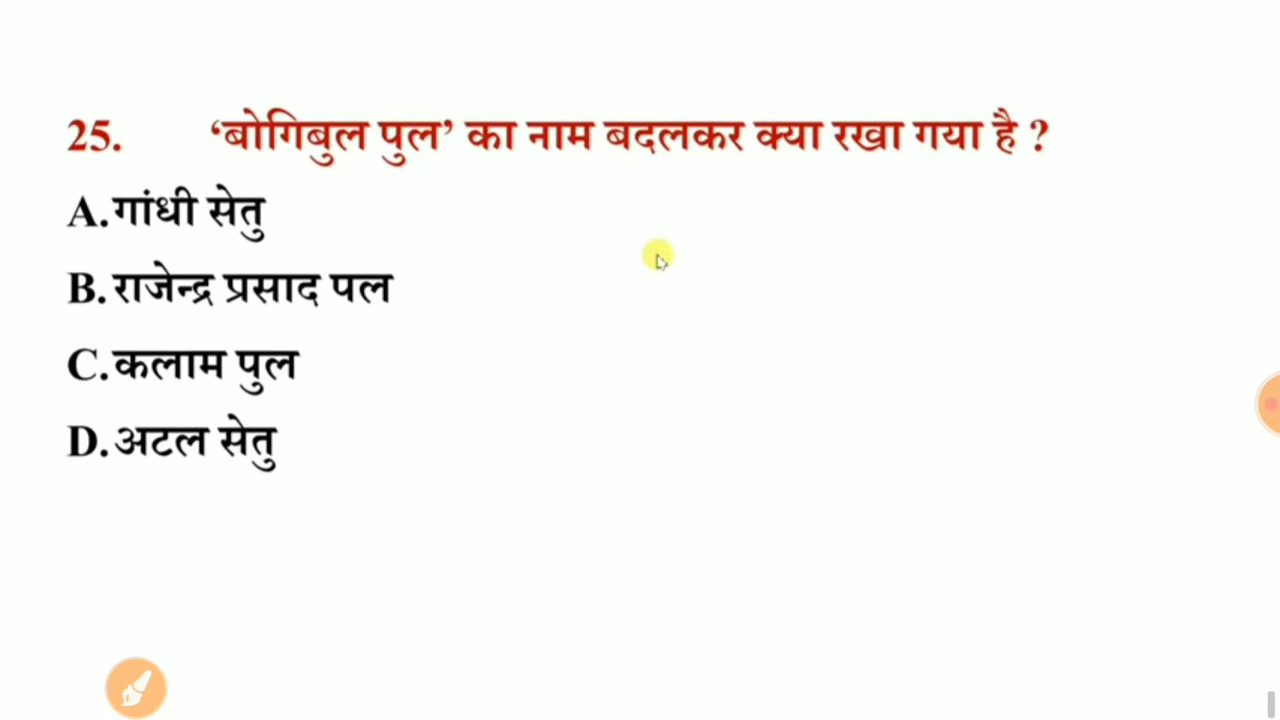 25. ‘बोगिबुल पुल’ का नाम बदलकर क्या रखा गया है ?
A.गांधी सेतु
B.राजेन्द्र प्रसाद पल
C.कलाम पुल
D.अटल सेतु